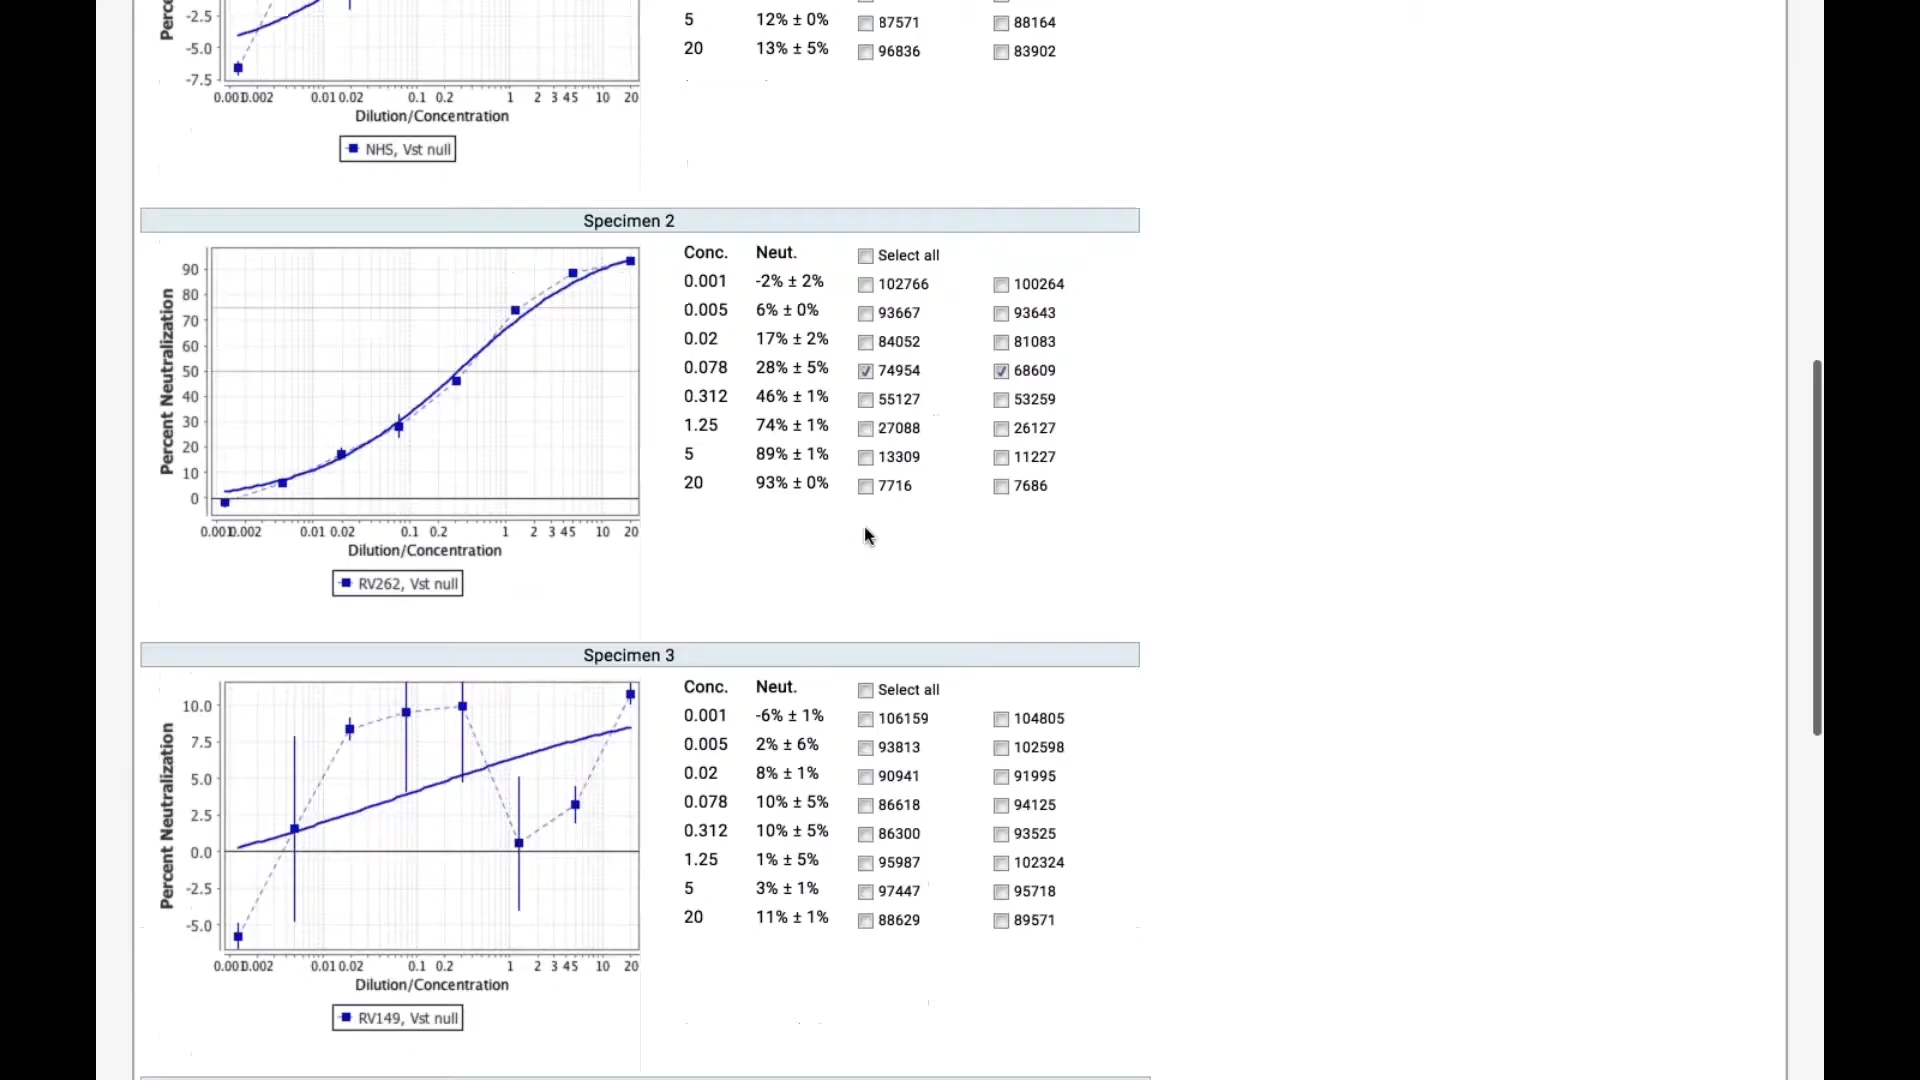 -2.5
-5.0
-7.5
Percent Neutralization
0.001 0.002 0.01 0.02 0.1 0.2 1 2 3 4 5 10 20
Dilution/Concentration
NHS, Vst null
5 12% ± 0% 87571 88164
20 13% ± 5% 96836 83902
Specimen 2
90
80
70
60
50
40
30
20
10
0
Percent Neutralization
0.001 0.002 0.01 0.02 0.1 0.2 1 2 3 4 5 10 20
Dilution/Concentration
RV262, Vst null
Conc. Neut. Select all
0.001 -2% ± 2% 102766 100264
0.005 6% ± 0% 93667 93643
0.02 17% ± 2% 84052 81083
0.078 28% ± 5% 74954 68609
0.312 46% ± 1% 55127 53259
1.25 74% ± 1% 27088 26127
5 89% ± 1% 13309 11227
20 93% ± 0% 7716 7686
Specimen 3
10.0
7.5
5.0
2.5
0.0
-2.5
-5.0
Percent Neutralization
0.001 0.002 0.01 0.02 0.1 0.2 1 2 3 4 5 10 20
Dilution/Concentration
RV149, Vst null
Conc. Neut. Select all
0.001 -6% ± 1% 106159 104805
0.005 2% ± 6% 93813 102598
0.02 8% ± 1% 90941 91995
0.078 10% ± 5% 86618 94125
0.312 10% ± 5% 86300 93525
1.25 1% ± 5% 95987 102324
5 3% ± 1% 97447 95718
20 11% ± 1% 88629 89571